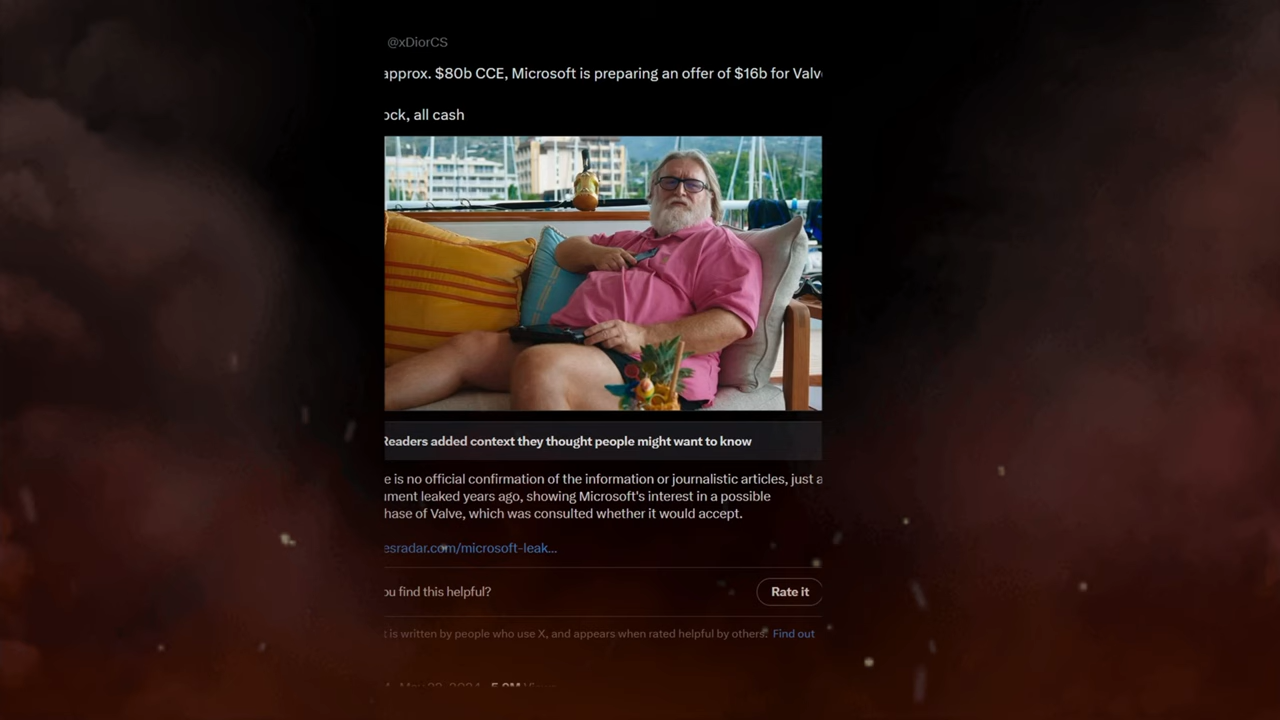 @xDiorCS
approx. $80b CCE, Microsoft is preparing an offer of $16b for Valv
ock, all cash
Readers added context they thought people might want to know
e is no official confirmation of the information or journalistic articles, just a
ument leaked years ago, showing Microsoft's interest in a possible
hase of Valve, which was consulted whether it would accept.
esradar.com/microsoft-leak...
ou find this helpful?
Rate it
t is written by people who use X, and appears when rated helpful by others. Find out